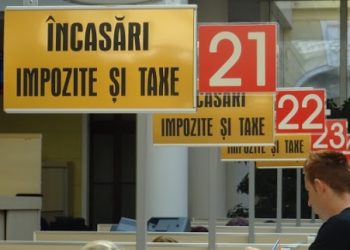 ÎNCASĂRI
IMPOZITE ȘI TAXE
21
ÎNCASĂRI
IMPOZITE ȘI TAXE
22
IMPOZITE ȘI TAXE
23